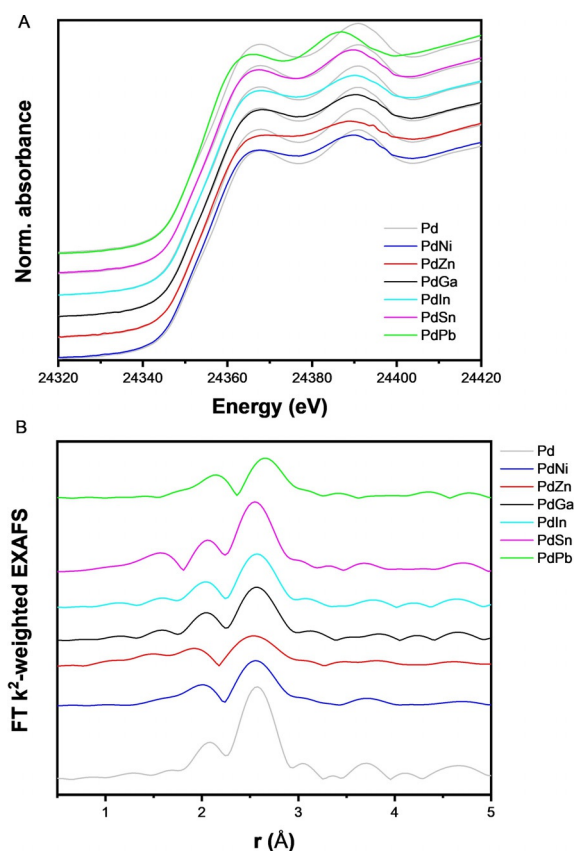 A
Norm. absorbance
Pd
PdNi
PdZn
PdGa
PdIn
PdSn
PdPb
24320 24340 24360 24380 24400 24420
Energy (eV)
B
FT k²-weighted EXAFS
Pd
PdNi
PdZn
PdGa
PdIn
PdSn
PdPb
1 2 3 4 5
r (Å)